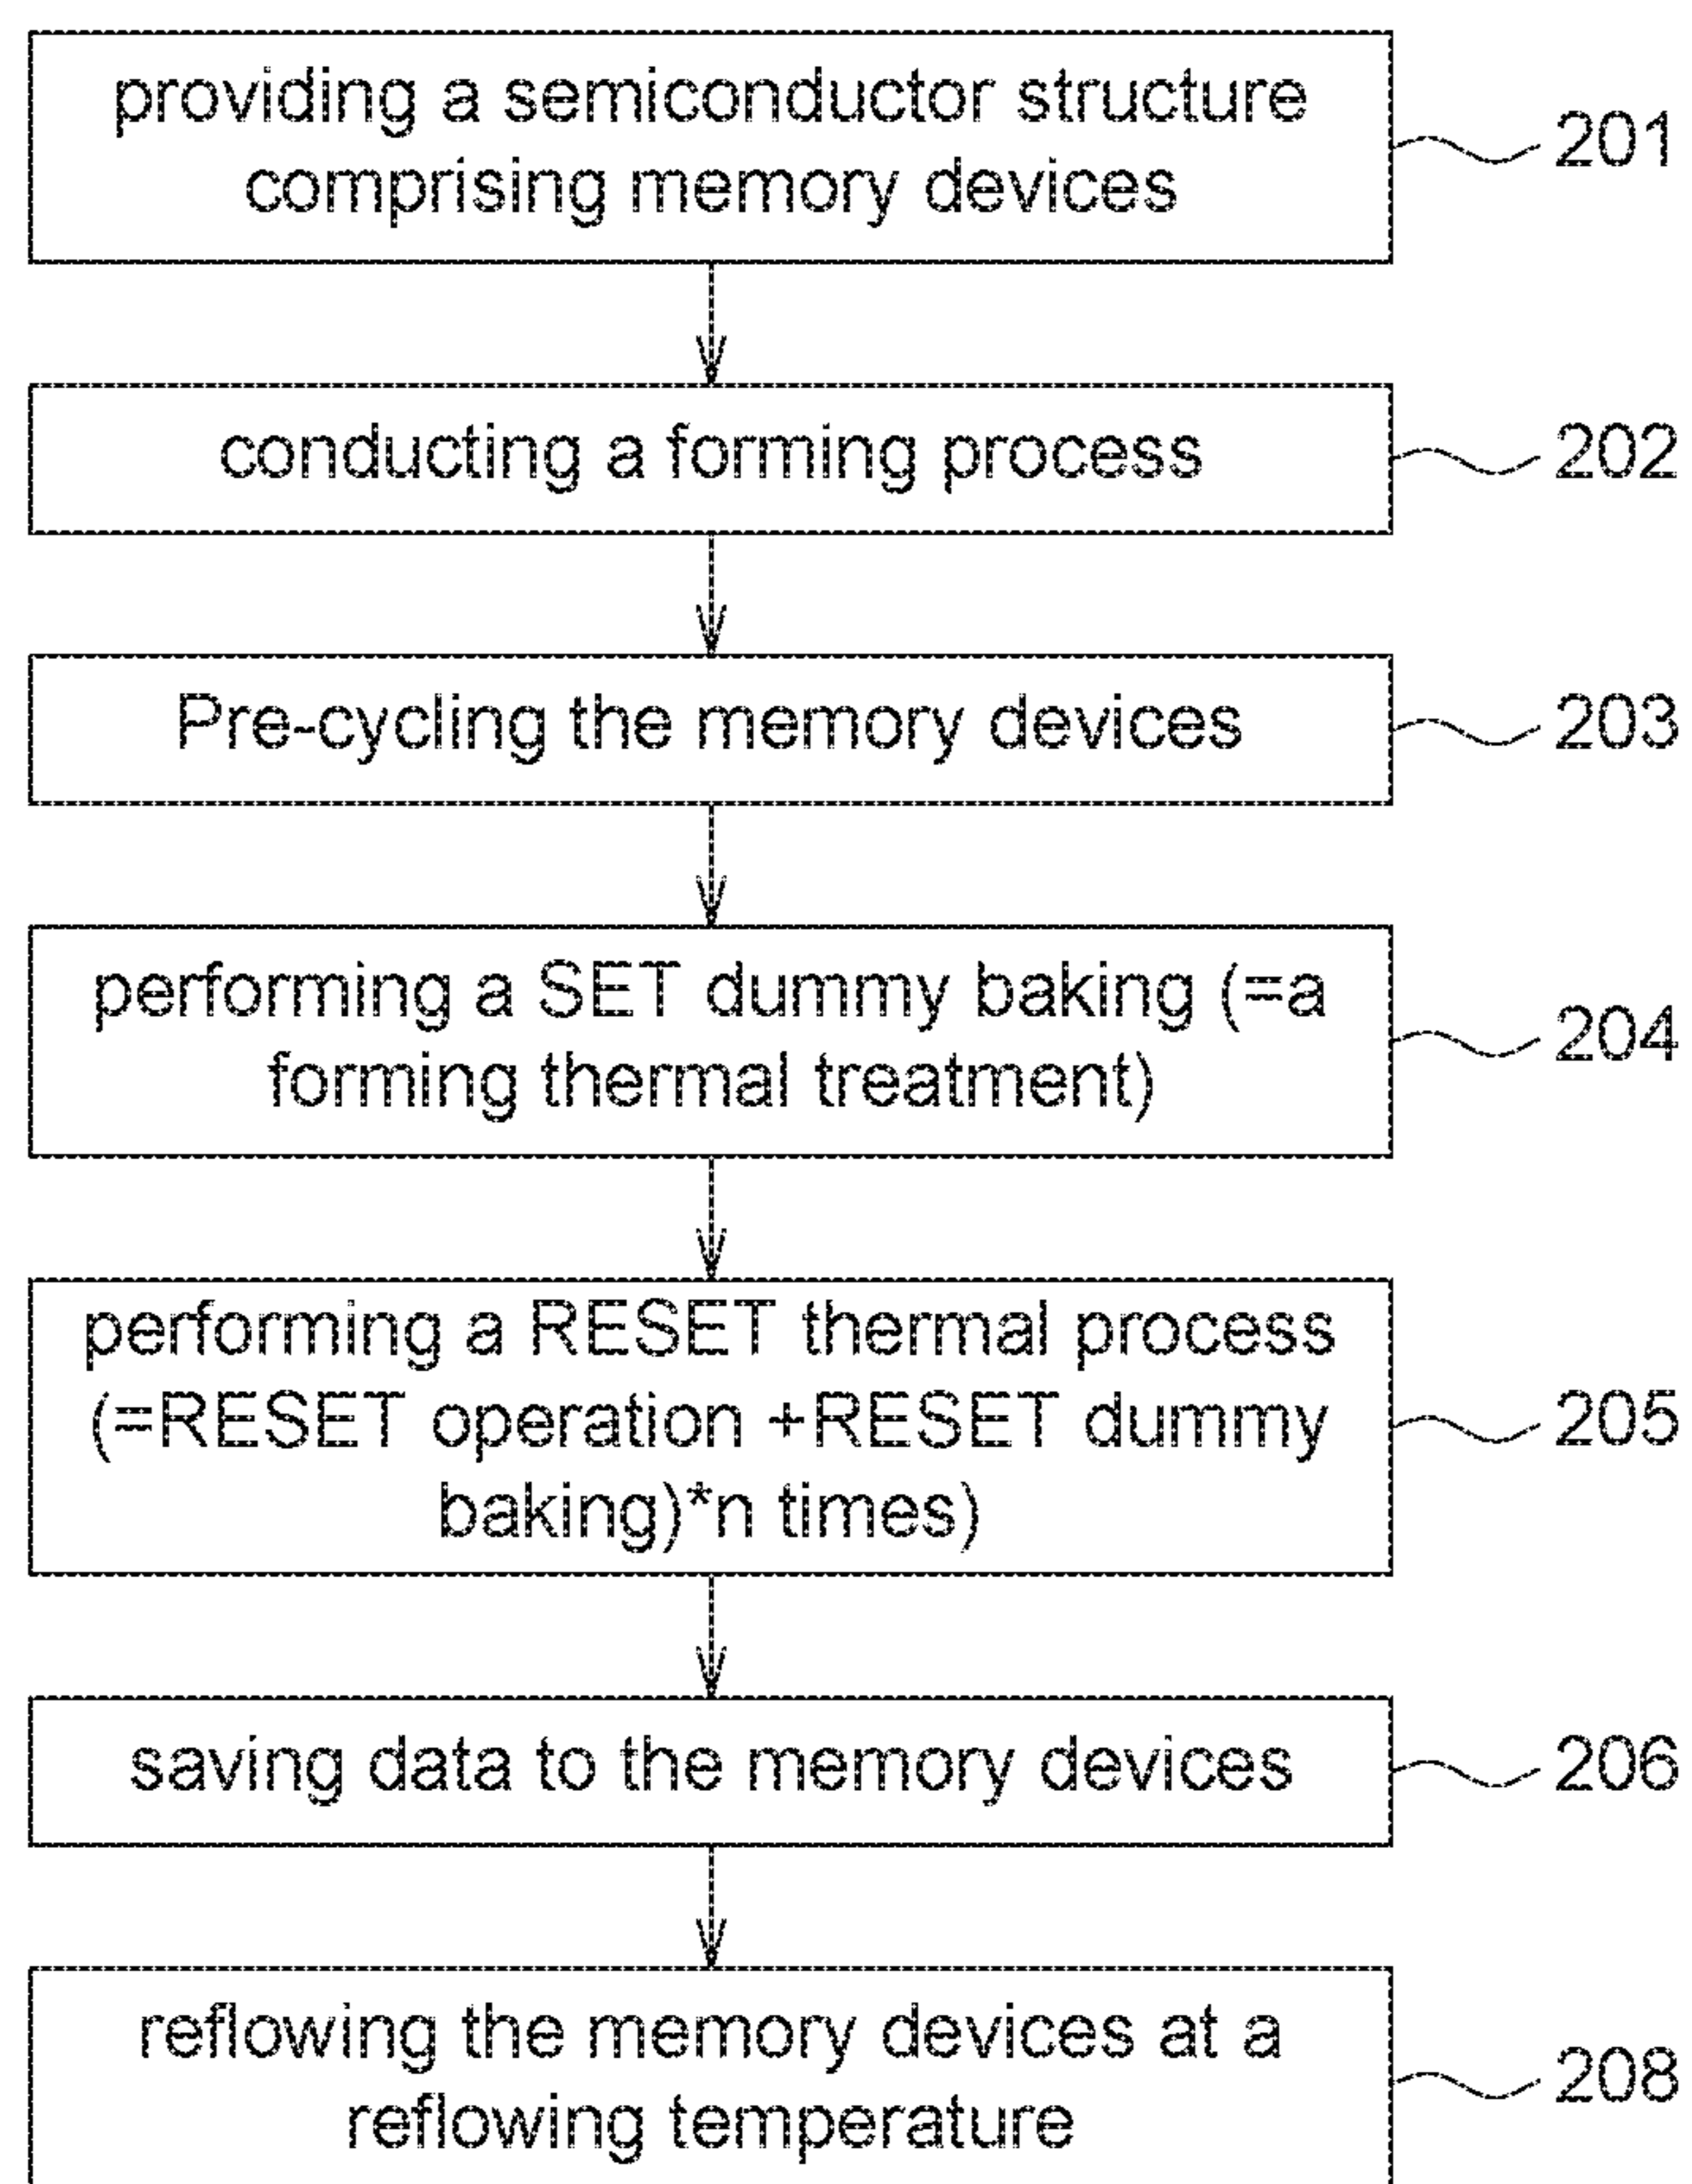 providing a semiconductor structure
comprising memory devices
201
conducting a forming process
202
Pre-cycling the memory devices
203
performing a SET dummy baking (=a
forming thermal treatment)
204
performing a RESET thermal process
(=RESET operation +RESET dummy
baking)*n times)
205
saving data to the memory devices
206
reflowing the memory devices at a
reflowing temperature
208